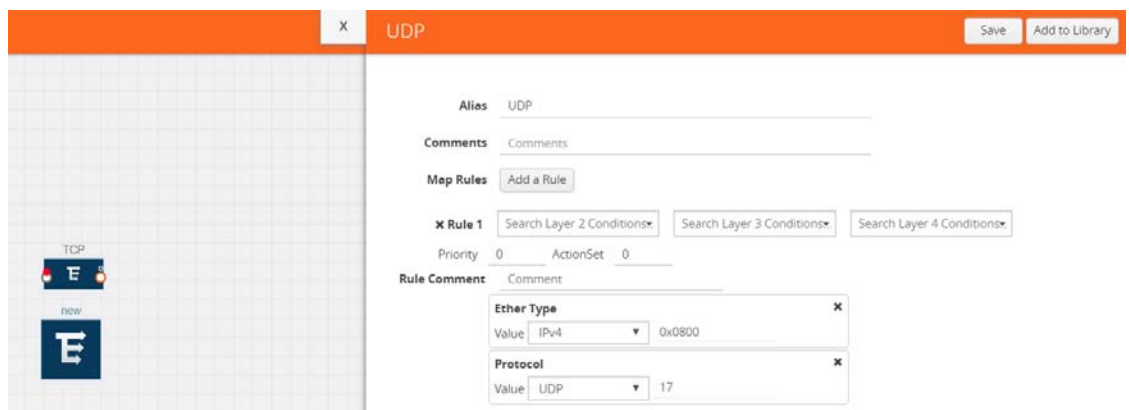 X
UDP
Save
Add to Library
Alias UDP
Comments Comments
Map Rules Add a Rule
✖ Rule 1 Search Layer 2 Conditions Search Layer 3 Conditions Search Layer 4 Conditions
Priority 0 ActionSet 0
Rule Comment Comment
Ether Type ✖
Value IPv4 ▼ 0x0800
Protocol ✖
Value UDP ▼ 17
TCP
new